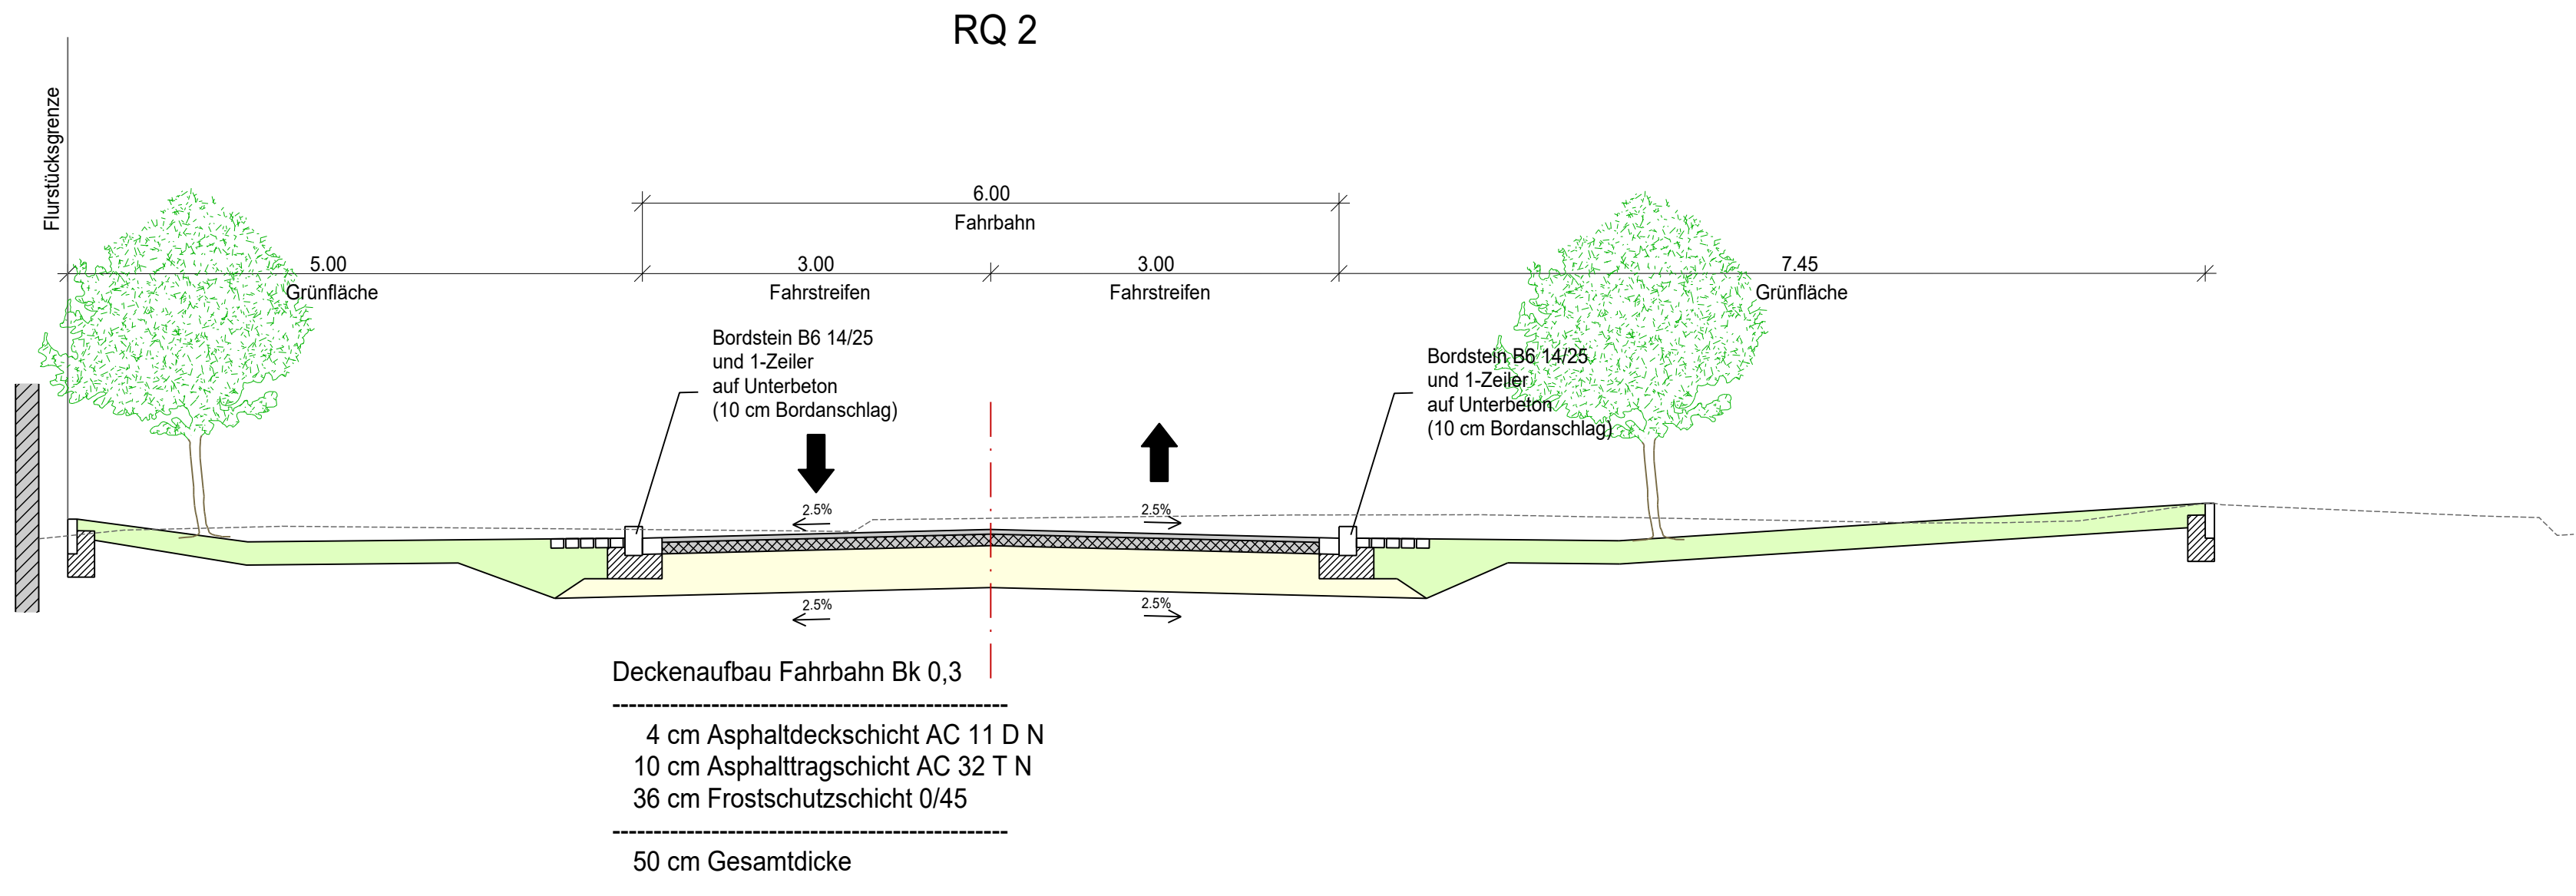 RQ 2
Flurstücksgrenze
6.00
Fahrbahn
5.00
Grünfläche
3.00
Fahrstreifen
3.00
Fahrstreifen
7.45
Grünfläche
Bordstein B6 14/25
und 1-Zeiler
auf Unterbeton
(10 cm Bordanschlag)
Bordstein B6 14/25
und 1-Zeiler
auf Unterbeton
(10 cm Bordanschlag)
2.5%
2.5%
2.5%
2.5%
Deckenaufbau Fahrbahn Bk 0,3
------------------------------------------------
4 cm Asphaltdeckschicht AC 11 D N
10 cm Asphalttragschicht AC 32 T N
36 cm Frostschutzschicht 0/45
------------------------------------------------
50 cm Gesamtdicke